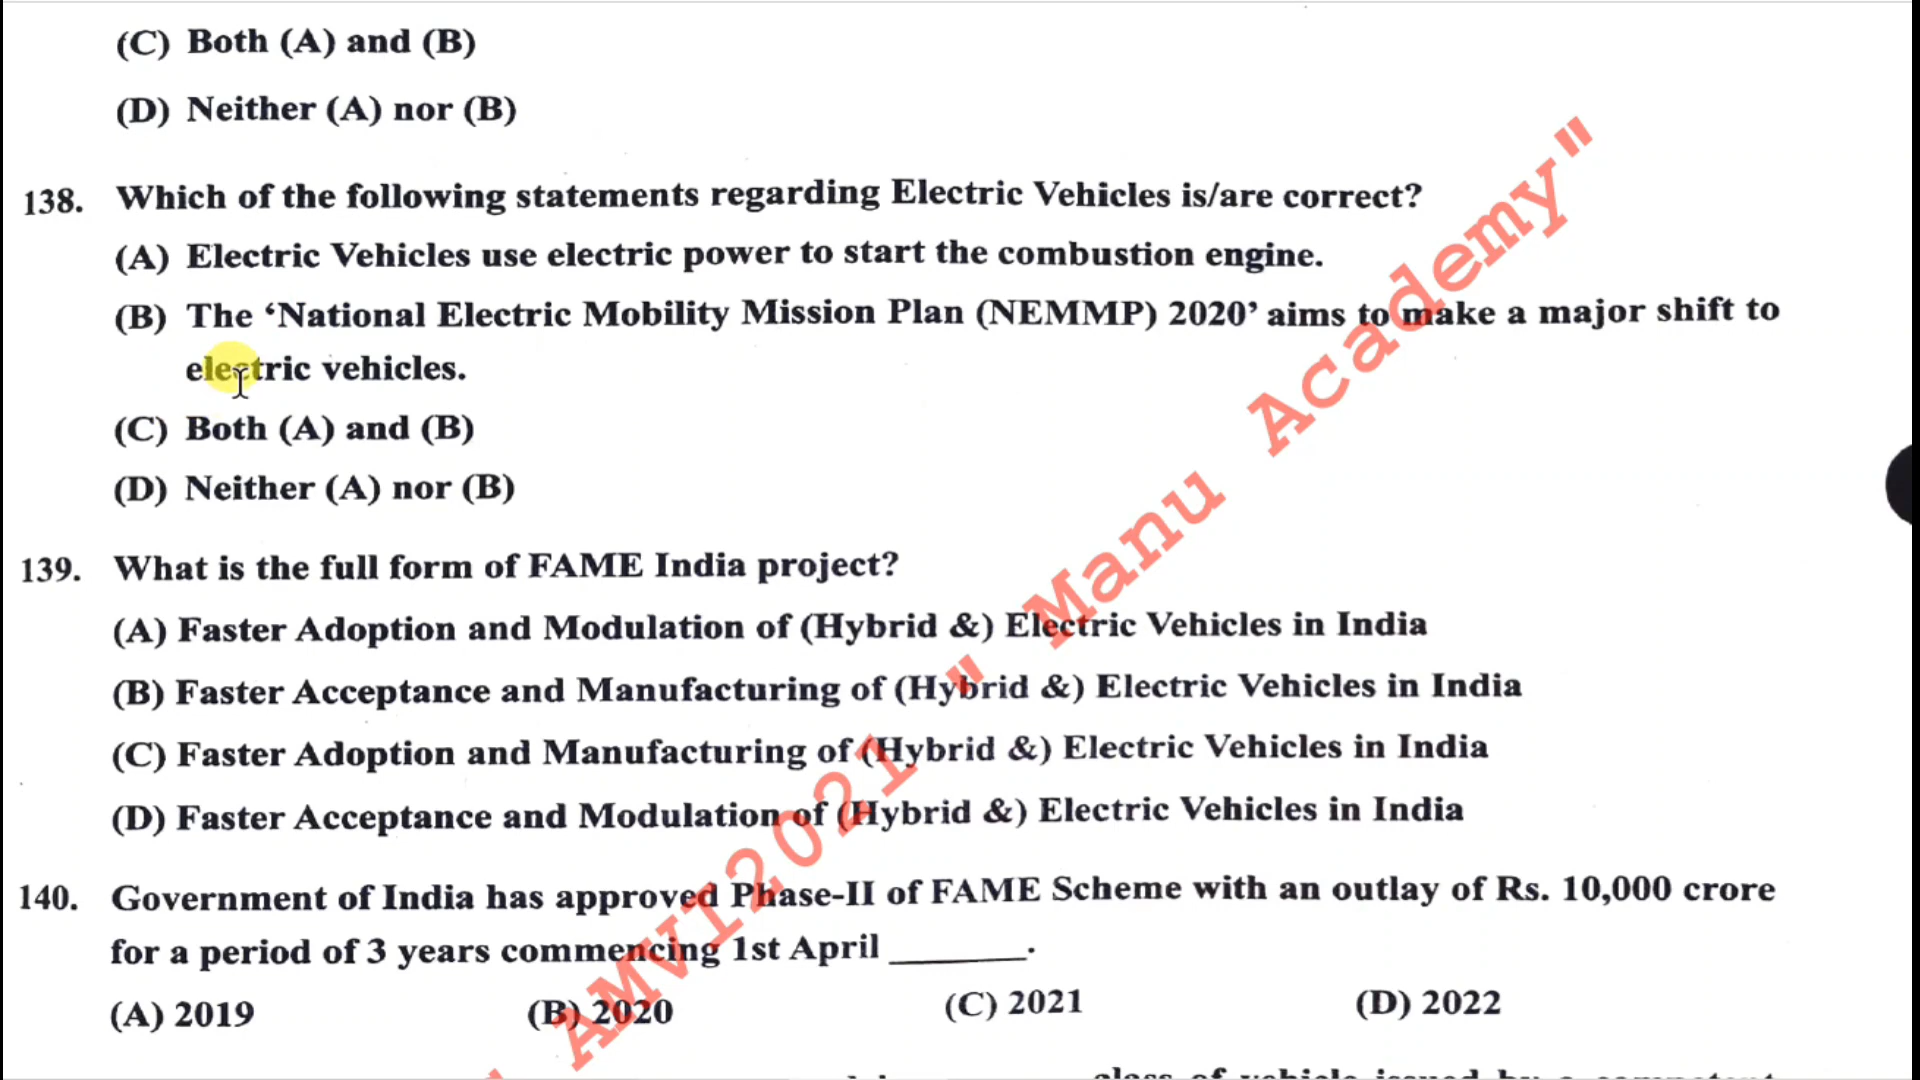 (C) Both (A) and (B)
(D) Neither (A) nor (B)
138. Which of the following statements regarding Electric Vehicles is/are correct?
(A) Electric Vehicles use electric power to start the combustion engine.
(B) The ‘National Electric Mobility Mission Plan (NEMMP) 2020’ aims to make a major shift to
electric vehicles.
(C) Both (A) and (B)
(D) Neither (A) nor (B)
139. What is the full form of FAME India project?
(A) Faster Adoption and Modulation of (Hybrid &) Electric Vehicles in India
(B) Faster Acceptance and Manufacturing of (Hybrid &) Electric Vehicles in India
(C) Faster Adoption and Manufacturing of (Hybrid &) Electric Vehicles in India
(D) Faster Acceptance and Modulation of (Hybrid &) Electric Vehicles in India
140. Government of India has approved Phase-II of FAME Scheme with an outlay of Rs. 10,000 crore
for a period of 3 years commencing 1st April ________.
(A) 2019 (B) 2020 (C) 2021 (D) 2022
AMVI2021 " Manu Academy"